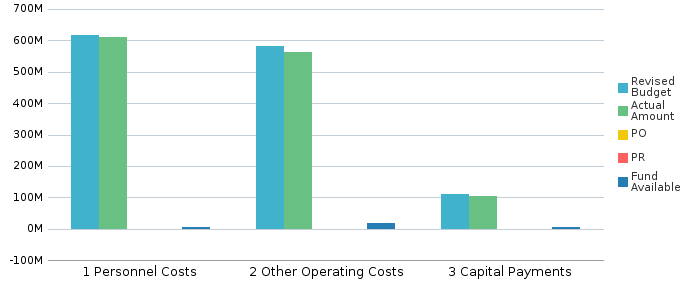 700M
600M
500M
400M
300M
200M
100M
0M
-100M
1 Personnel Costs
2 Other Operating Costs
3 Capital Payments
Revised
Budget
Actual
Amount
PO
PR
Fund
Available